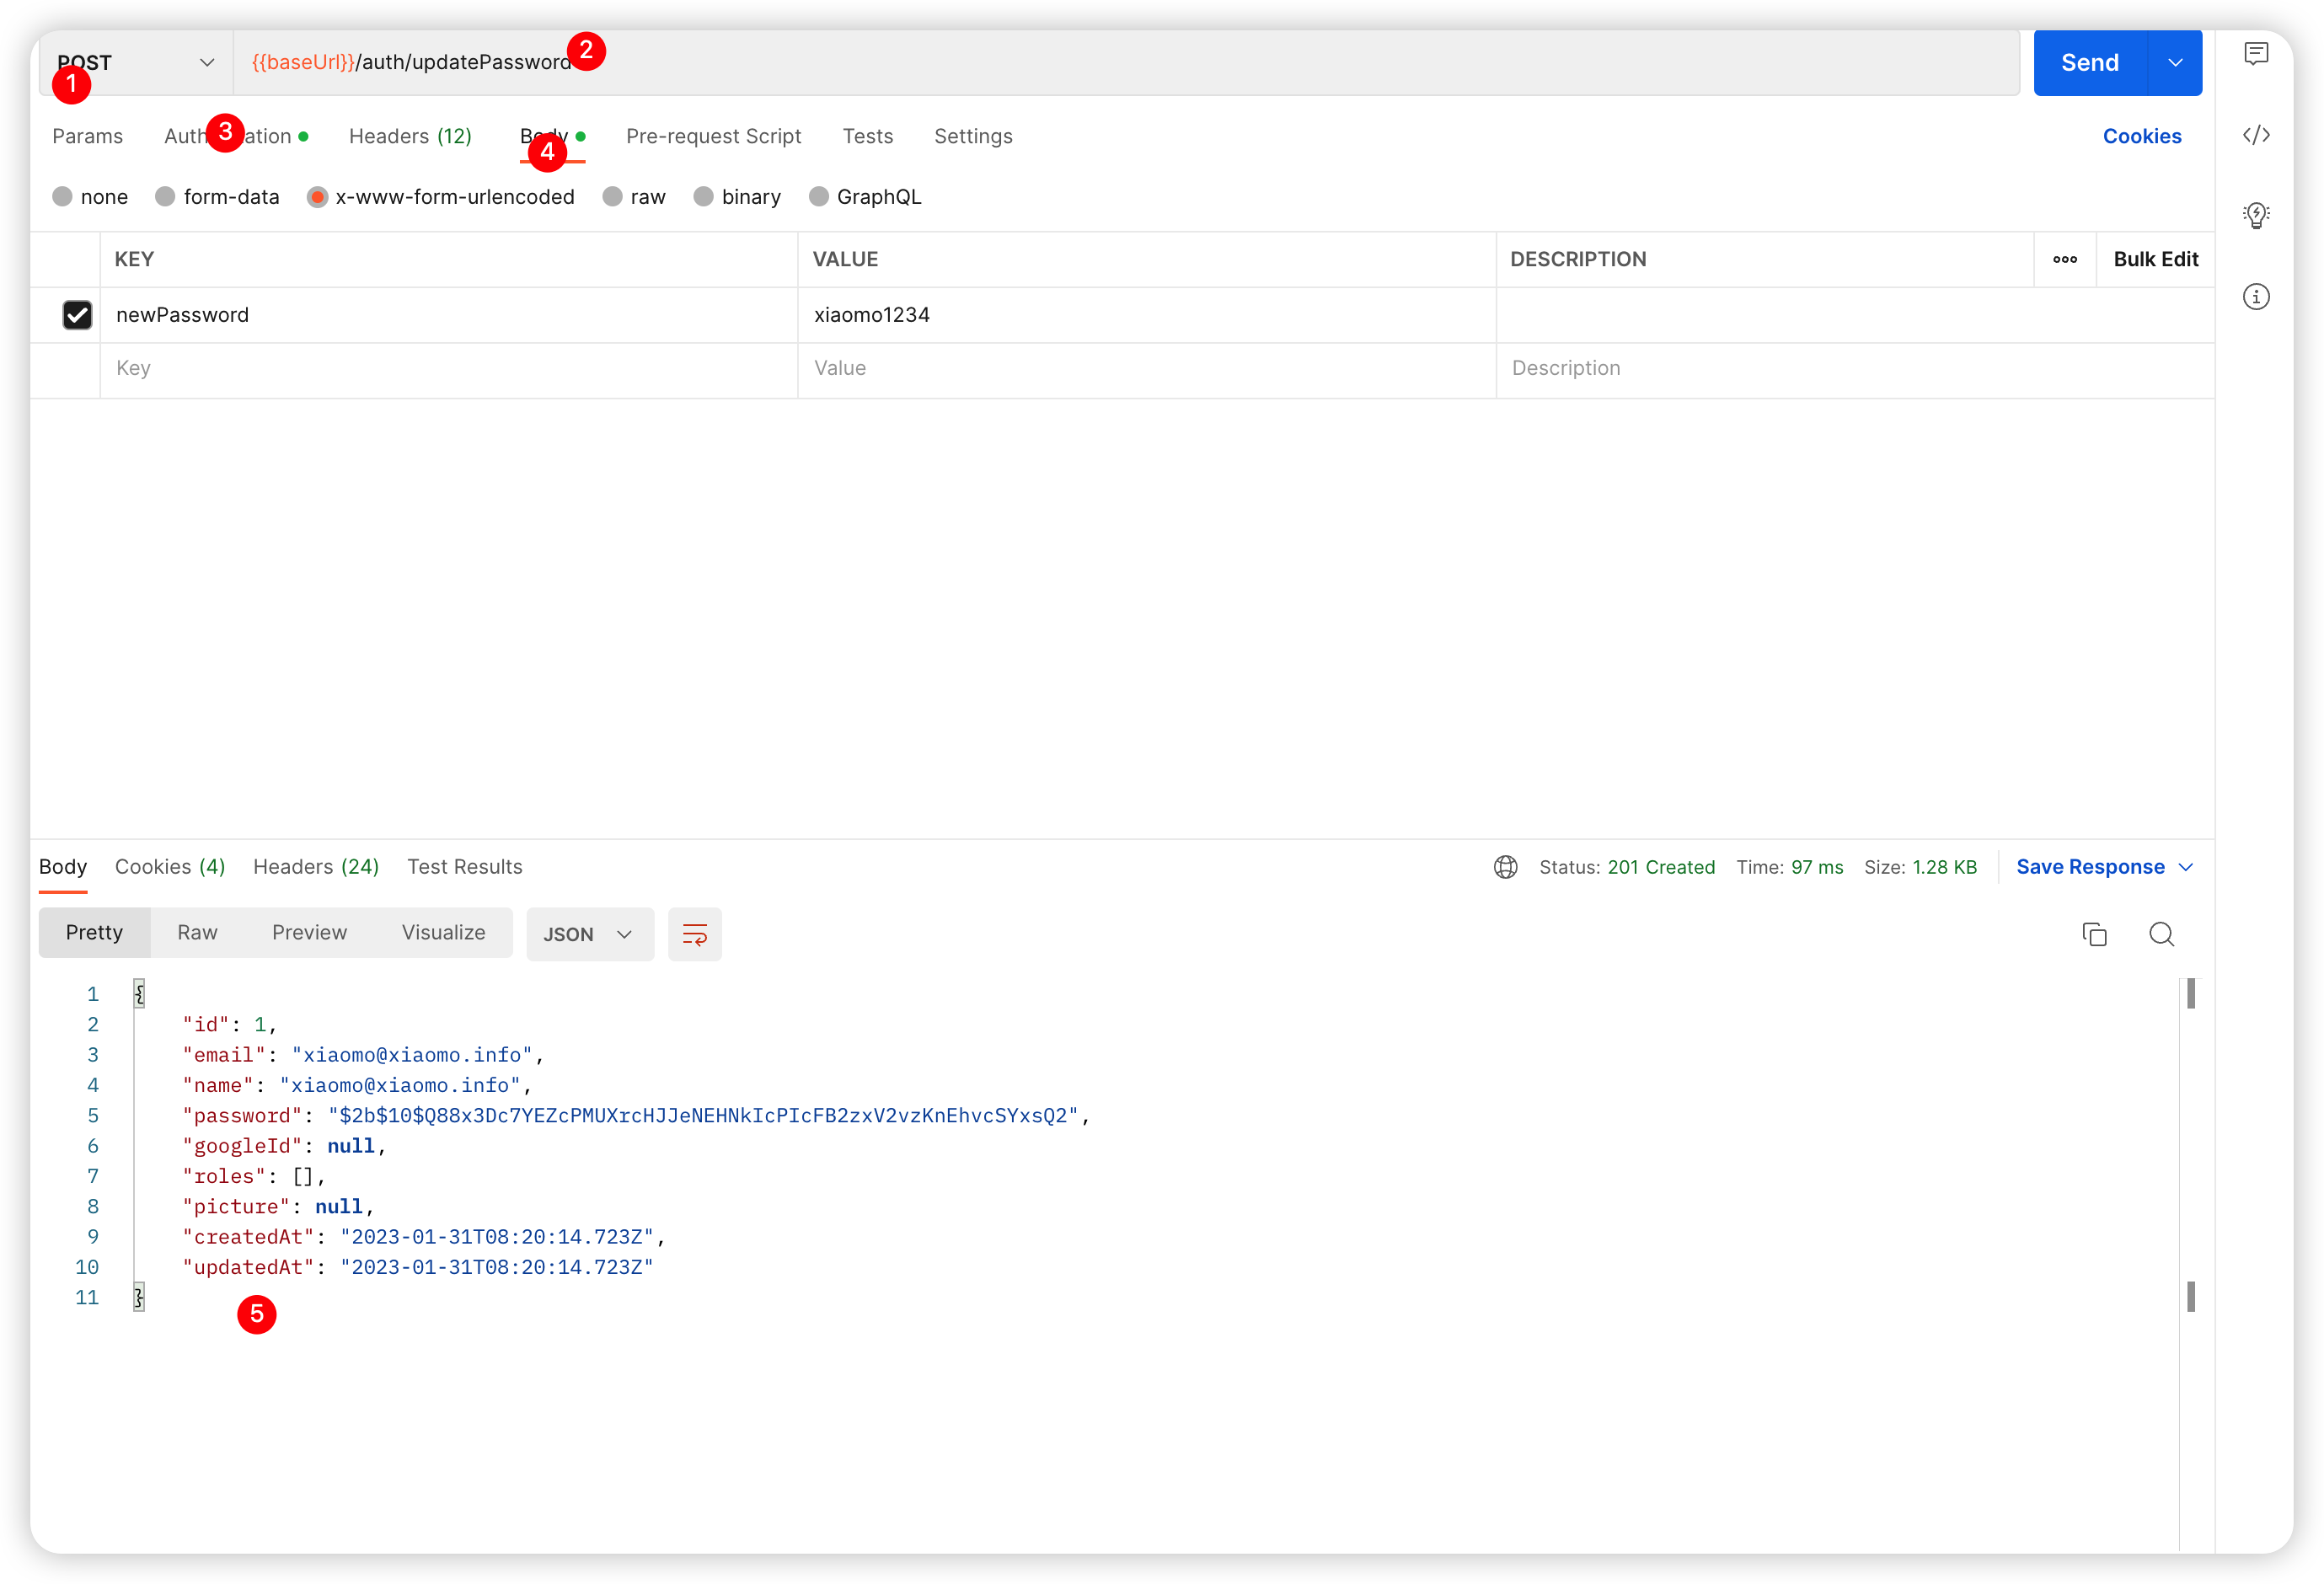 POST {{baseUrl}}/auth/updatePassword 2 Send
1
Params 3 Headers (12) Body Pre-request Script Tests Settings Cookies
4
none form-data x-www-form-urlencoded raw binary GraphQL
KEY VALUE DESCRIPTION ooo Bulk Edit
newPassword xiaomo1234
Key Value Description
Body Cookies (4) Headers (24) Test Results Status: 201 Created Time: 97 ms Size: 1.28 KB Save Response
Pretty Raw Preview Visualize JSON
1 {
2 "id": 1,
3 "email": "xiaomo@xiaomo.info",
4 "name": "xiaomo@xiaomo.info",
5 "password": "$2b$10$Q88x3Dc7YEZcPMUXrcHJJeNEHNkIcPIcFB2zxV2vzKnEhvcSYxsQ2",
6 "googleId": null,
7 "roles": [],
8 "picture": null,
9 "createdAt": "2023-01-31T08:20:14.723Z",
10 "updatedAt": "2023-01-31T08:20:14.723Z"
11 }
5